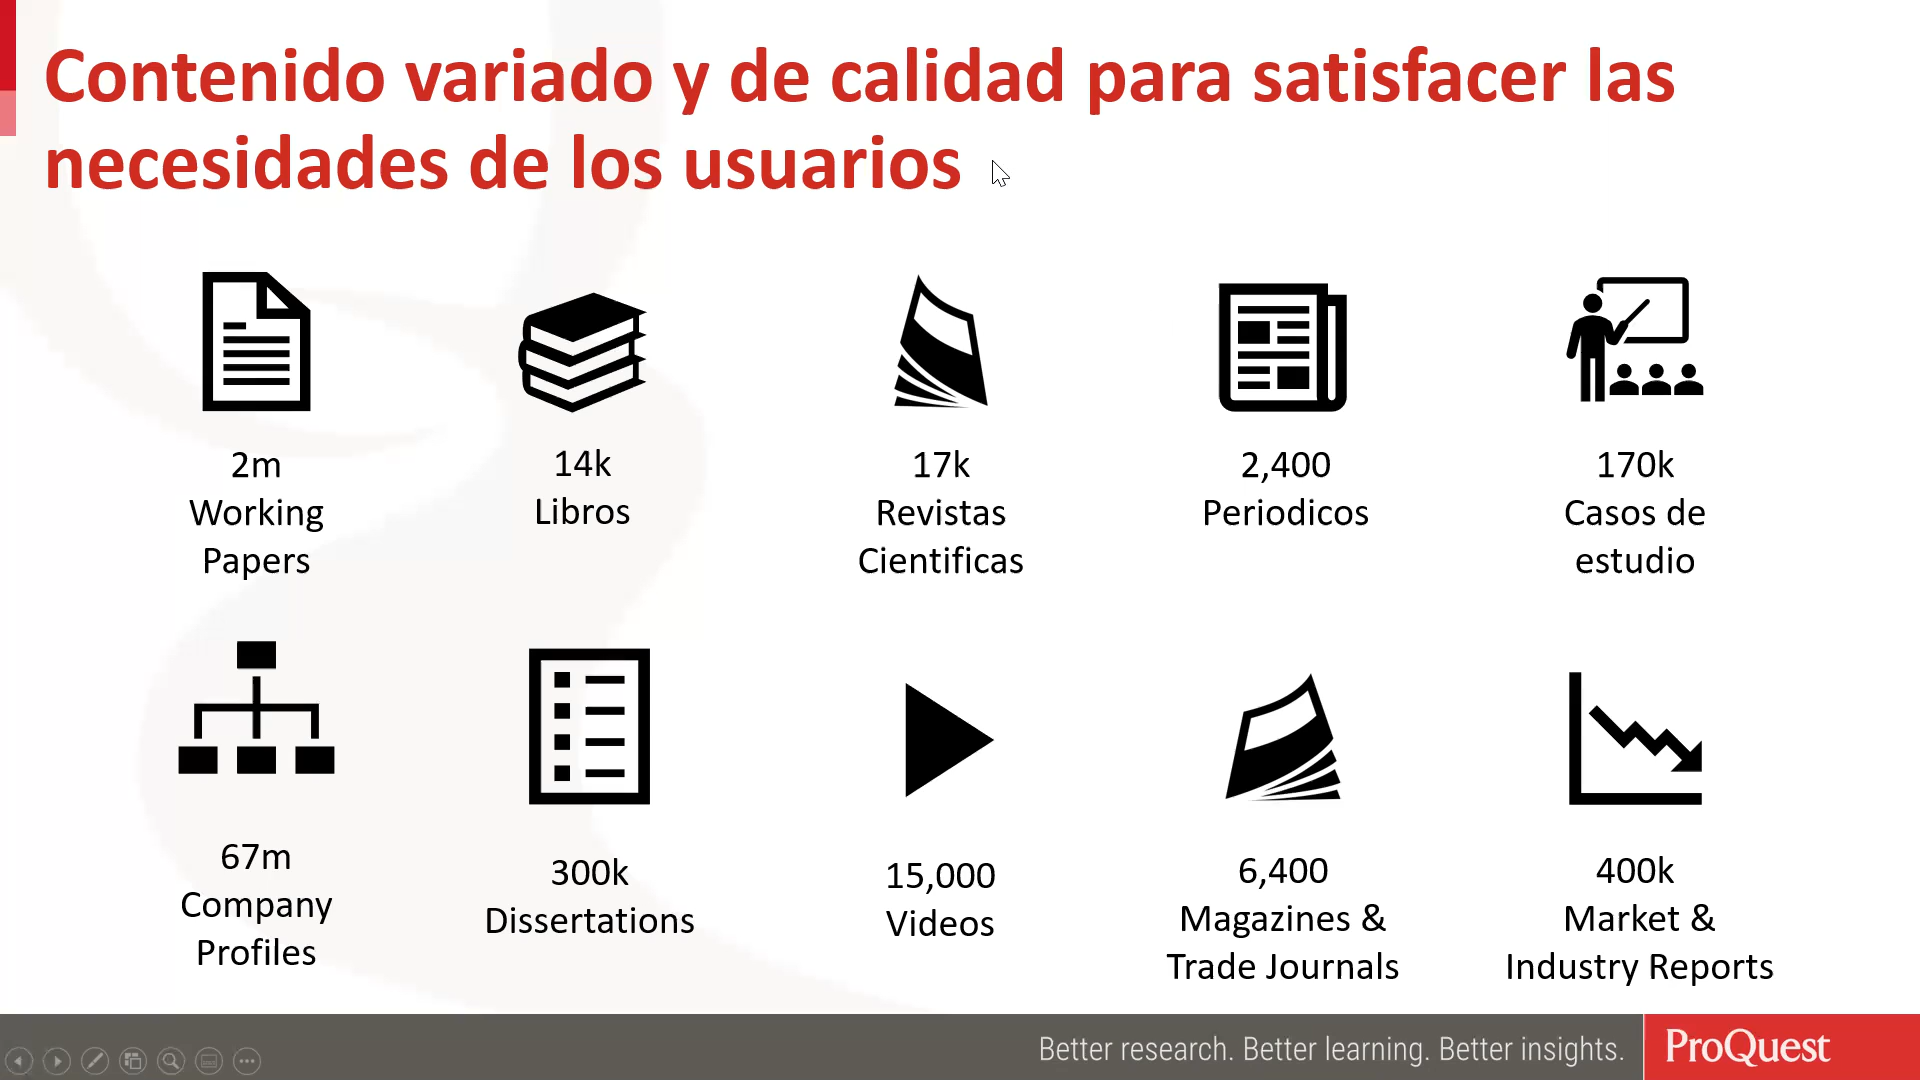 Contenido variado y de calidad para satisfacer las
necesidades de los usuarios
2m
Working
Papers
14k
Libros
17k
Revistas
Cientificas
2,400
Periodicos
170k
Casos de
estudio
67m
Company
Profiles
300k
Dissertations
15,000
Videos
6,400
Magazines &
Trade Journals
400k
Market &
Industry Reports
Better research. Better learning. Better insights.
ProQuest